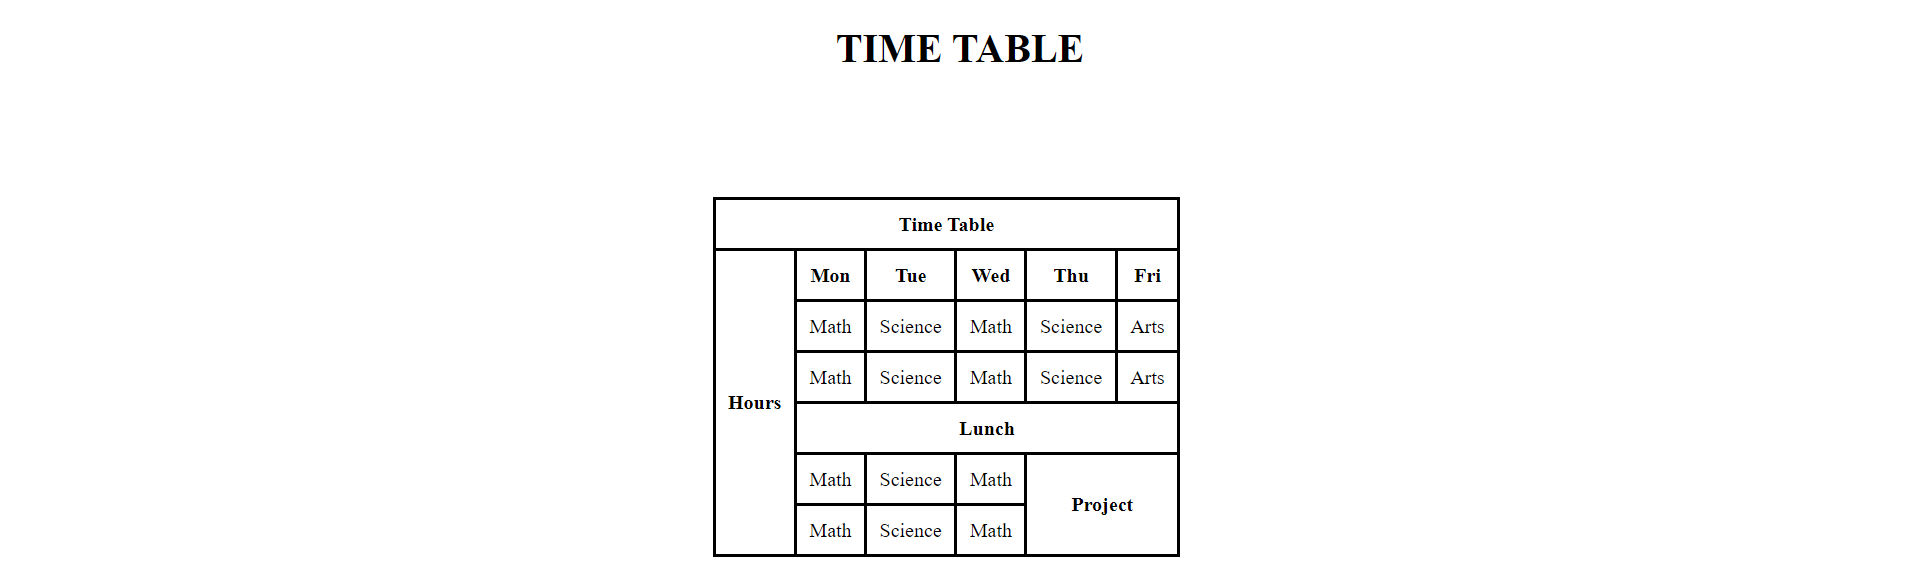 TIME TABLE
Time Table
Mon Tue Wed Thu Fri
Math Science Math Science Arts
Math Science Math Science Arts
Hours
Lunch
Math Science Math
Project
Math Science Math